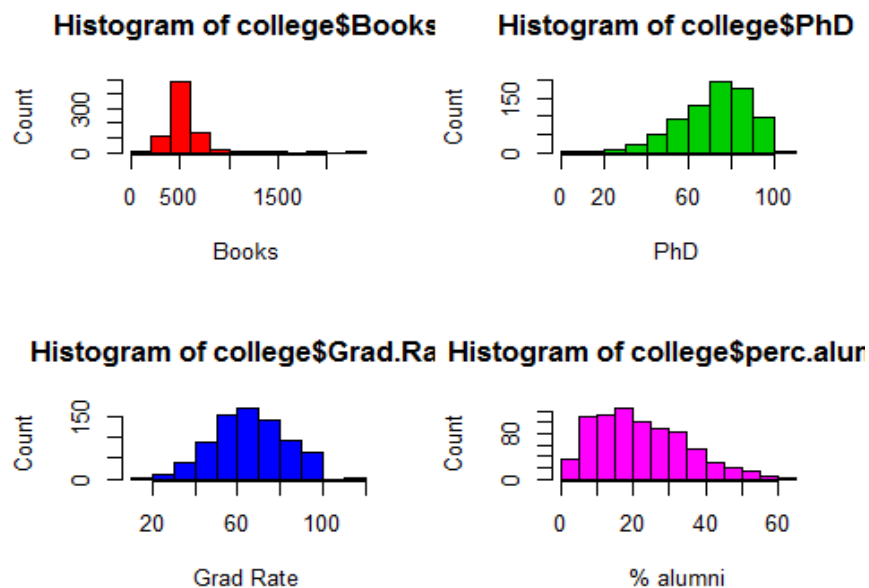 Histogram of college$Books
Count
0 300
0 500 1500
Books
Histogram of college$PhD
Count
0 150
0 20 60 100
PhD
Histogram of college$Grad.Ra
Count
0 150
20 60 100
Grad Rate
Histogram of college$perc.alun
Count
0 80
0 20 40 60
% alumni